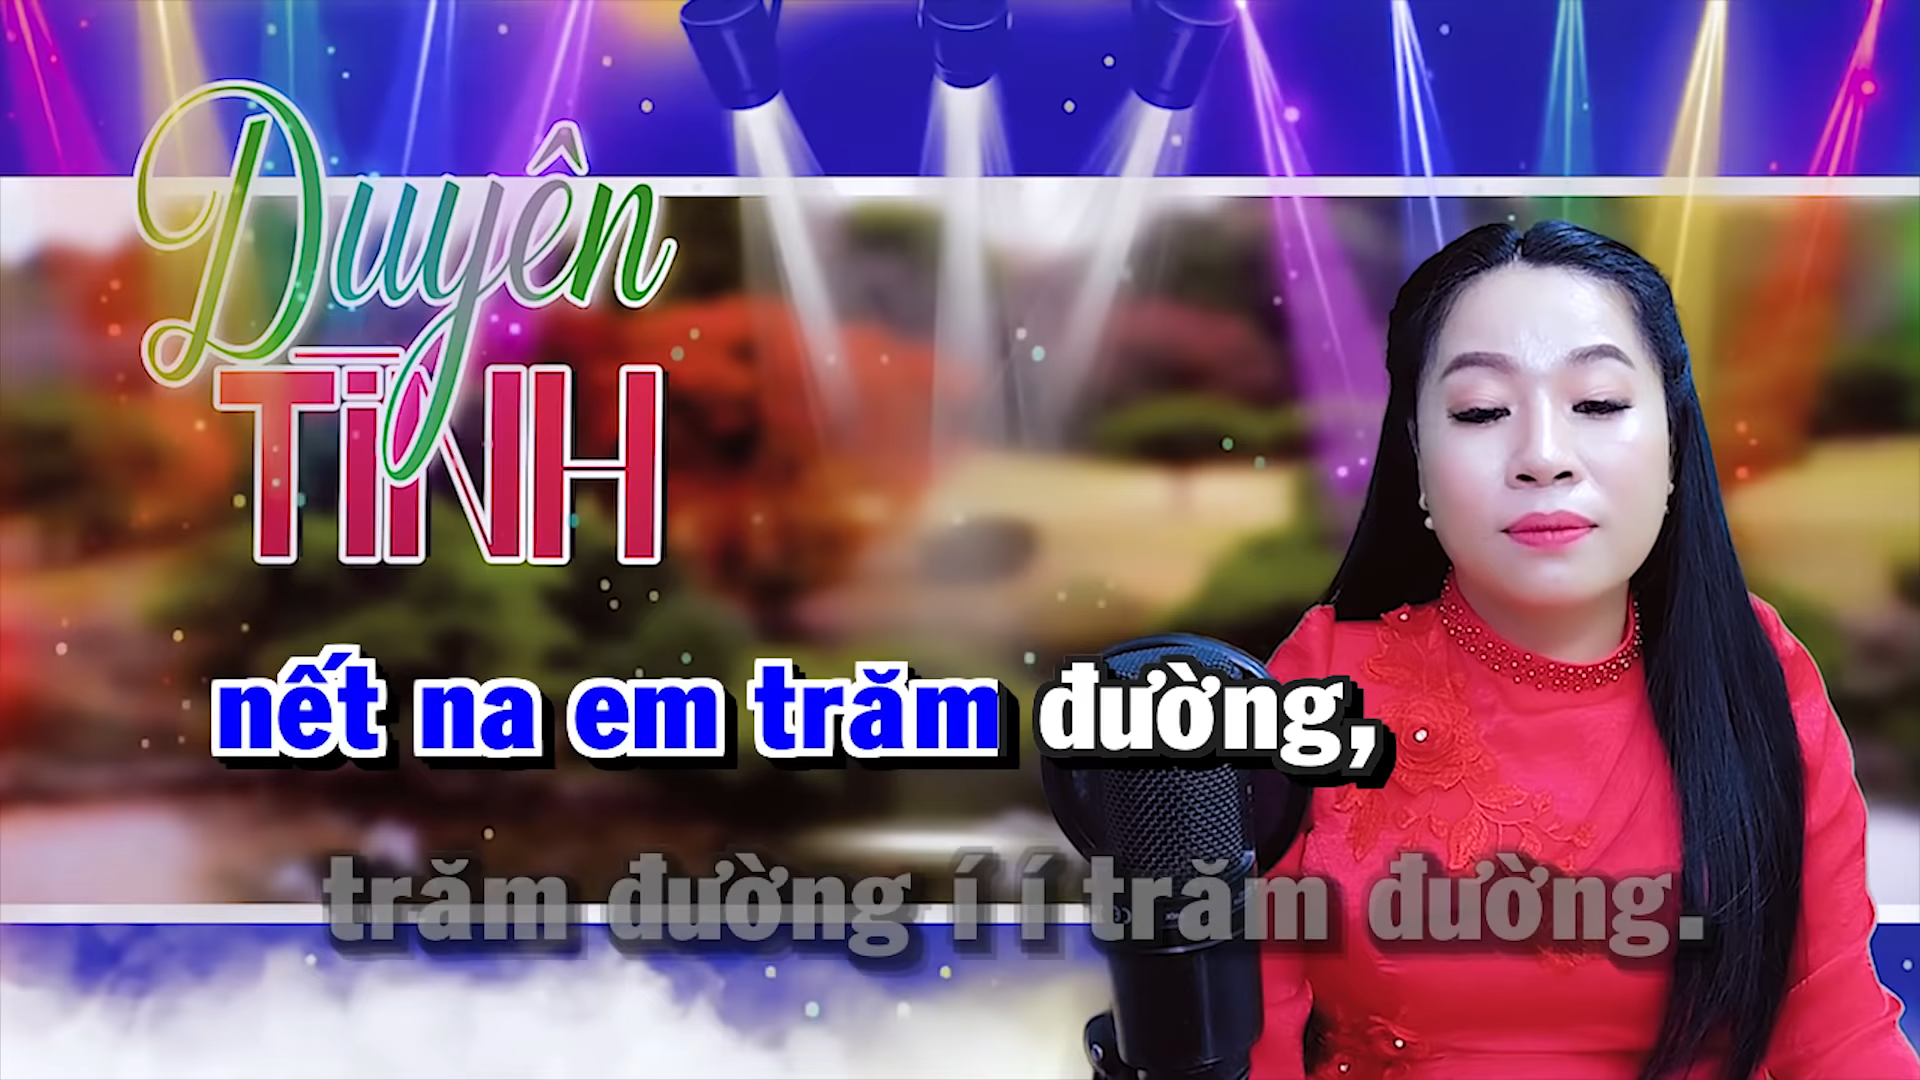 Duyên
TÌNH
nết na em trăm đường,
trăm đường í í trăm đường.